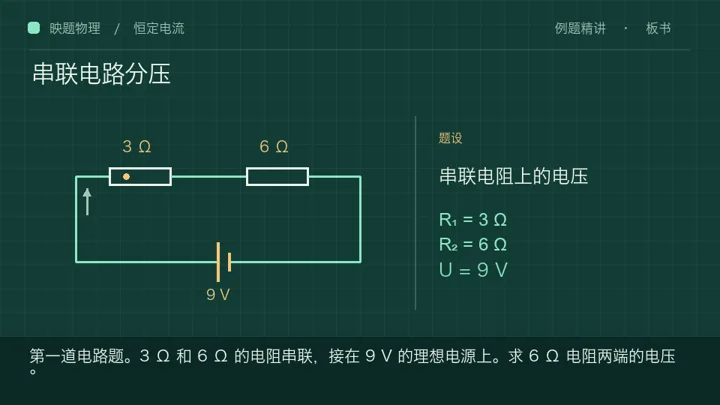 映题物理 / 恒定电流
例题精讲 · 板书
串联电路分压
3 Ω
6 Ω
9 V
题设
串联电阻上的电压
R₁ = 3 Ω
R₂ = 6 Ω
U = 9 V
第一道电路题。3 Ω 和 6 Ω 的电阻串联，接在 9 V 的理想电源上。求 6 Ω 电阻两端的电压
。